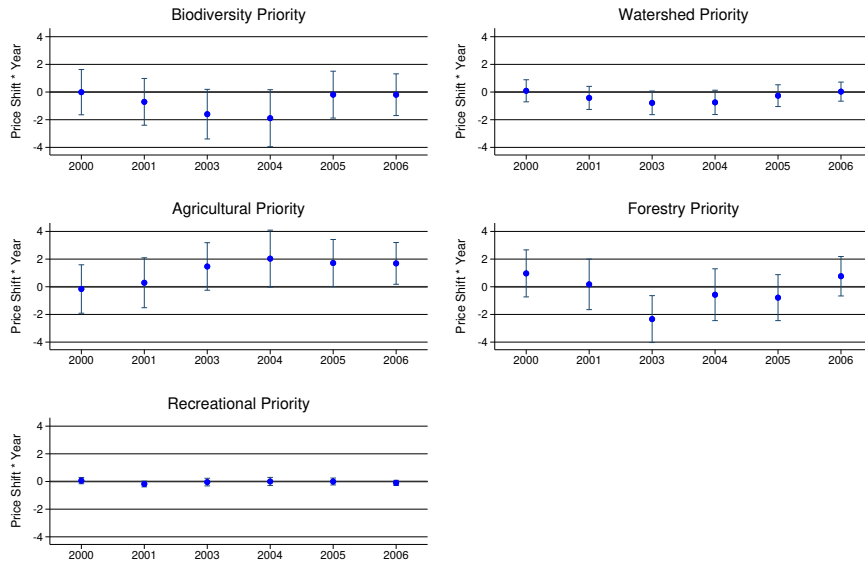 Biodiversity Priority
Price Shift * Year
4
2
0
-2
-4
2000 2001 2003 2004 2005 2006
Watershed Priority
Price Shift * Year
4
2
0
-2
-4
2000 2001 2003 2004 2005 2006
Agricultural Priority
Price Shift * Year
4
2
0
-2
-4
2000 2001 2003 2004 2005 2006
Forestry Priority
Price Shift * Year
4
2
0
-2
-4
2000 2001 2003 2004 2005 2006
Recreational Priority
Price Shift * Year
4
2
0
-2
-4
2000 2001 2003 2004 2005 2006